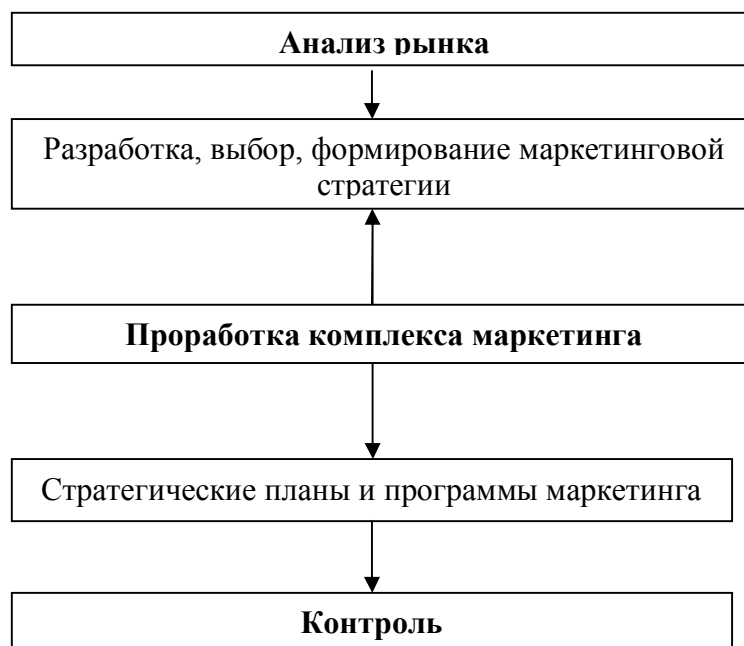 Анализ рынка
Разработка, выбор, формирование маркетинговой
стратегии
Проработка комплекса маркетинга
Стратегические планы и программы маркетинга
Контроль